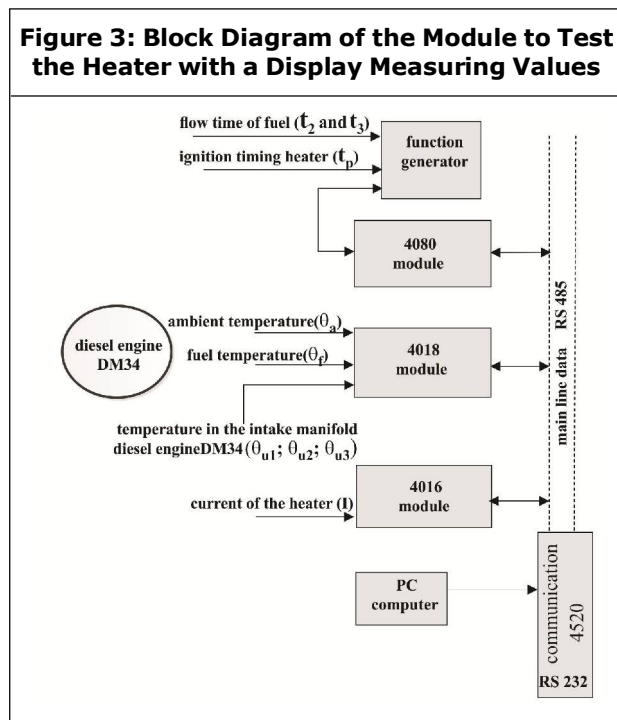 Figure 3: Block Diagram of the Module to Test
the Heater with a Display Measuring Values
flow time of fuel (t2 and t3)
ignition timing heater (tp)
function
generator
4080
module
diesel engine
DM34
ambient temperature(θa)
fuel temperature(θf)
4018
module
temperature in the intake manifold
diesel engineDM34(θu1; θu2; θu3)
current of the heater (I)
4016
module
PC
computer
main line data RS 485
communication
4520
RS 232